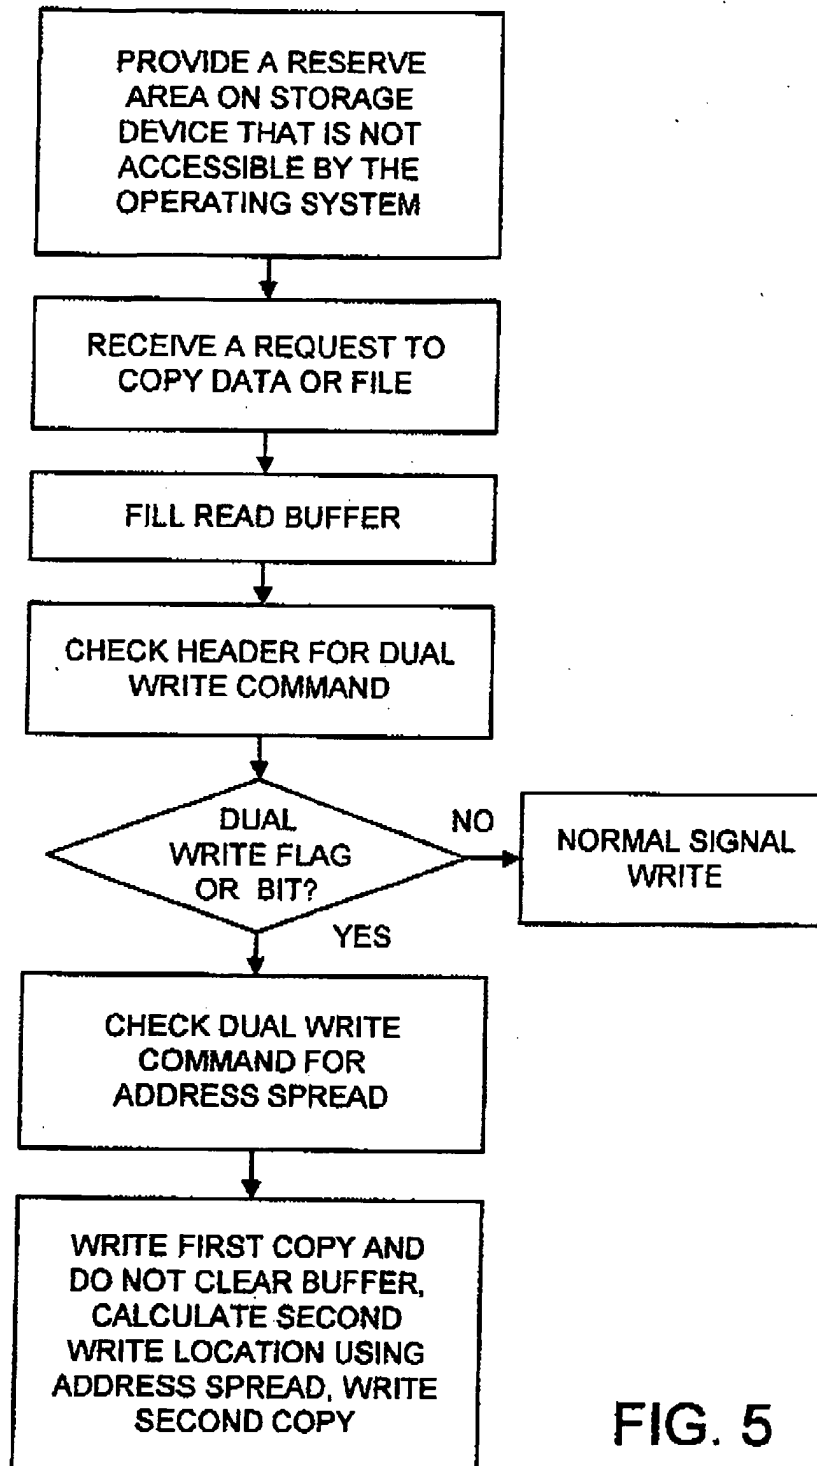 PROVIDE A RESERVE
AREA ON STORAGE
DEVICE THAT IS NOT
ACCESSIBLE BY THE
OPERATING SYSTEM
RECEIVE A REQUEST TO
COPY DATA OR FILE
FILL READ BUFFER
CHECK HEADER FOR DUAL
WRITE COMMAND
DUAL
WRITE FLAG
OR BIT?
NO
NORMAL SIGNAL
WRITE
YES
CHECK DUAL WRITE
COMMAND FOR
ADDRESS SPREAD
WRITE FIRST COPY AND
DO NOT CLEAR BUFFER,
CALCULATE SECOND
WRITE LOCATION USING
ADDRESS SPREAD, WRITE
SECOND COPY
FIG. 5